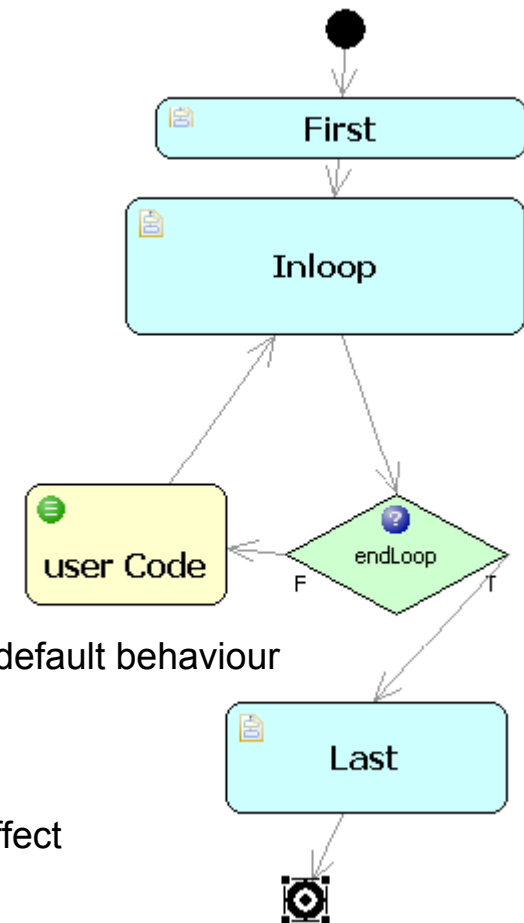 First
Inloop
?
endLoop
F
T
user Code
default behaviour
Last
ffect